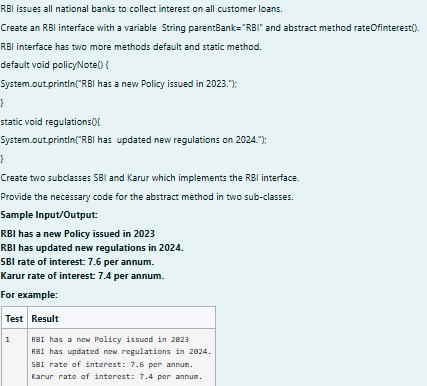 RBI issues all national banks to collect interest on all customer loans.
Create an RBI interface with a variable String parentBank="RBI" and abstract method rateOfInterest().
RBI interface has two more methods default and static method.
default void policyNote() {
System.out.println("RBI has a new Policy issued in 2023.");
}
static void regulations(){
System.out.println("RBI has updated new regulations on 2024.");
}
Create two subclasses SBI and Karur which implements the RBI interface.
Provide the necessary code for the abstract method in two sub-classes.
Sample Input/Output:
RBI has a new Policy issued in 2023
RBI has updated new regulations in 2024.
SBI rate of interest: 7.6 per annum.
Karur rate of interest: 7.4 per annum.
For example:
Test Result
1 RBI has a new Policy issued in 2023
RBI has updated new regulations in 2024.
SBI rate of interest: 7.6 per annum.
Karur rate of interest: 7.4 per annum.